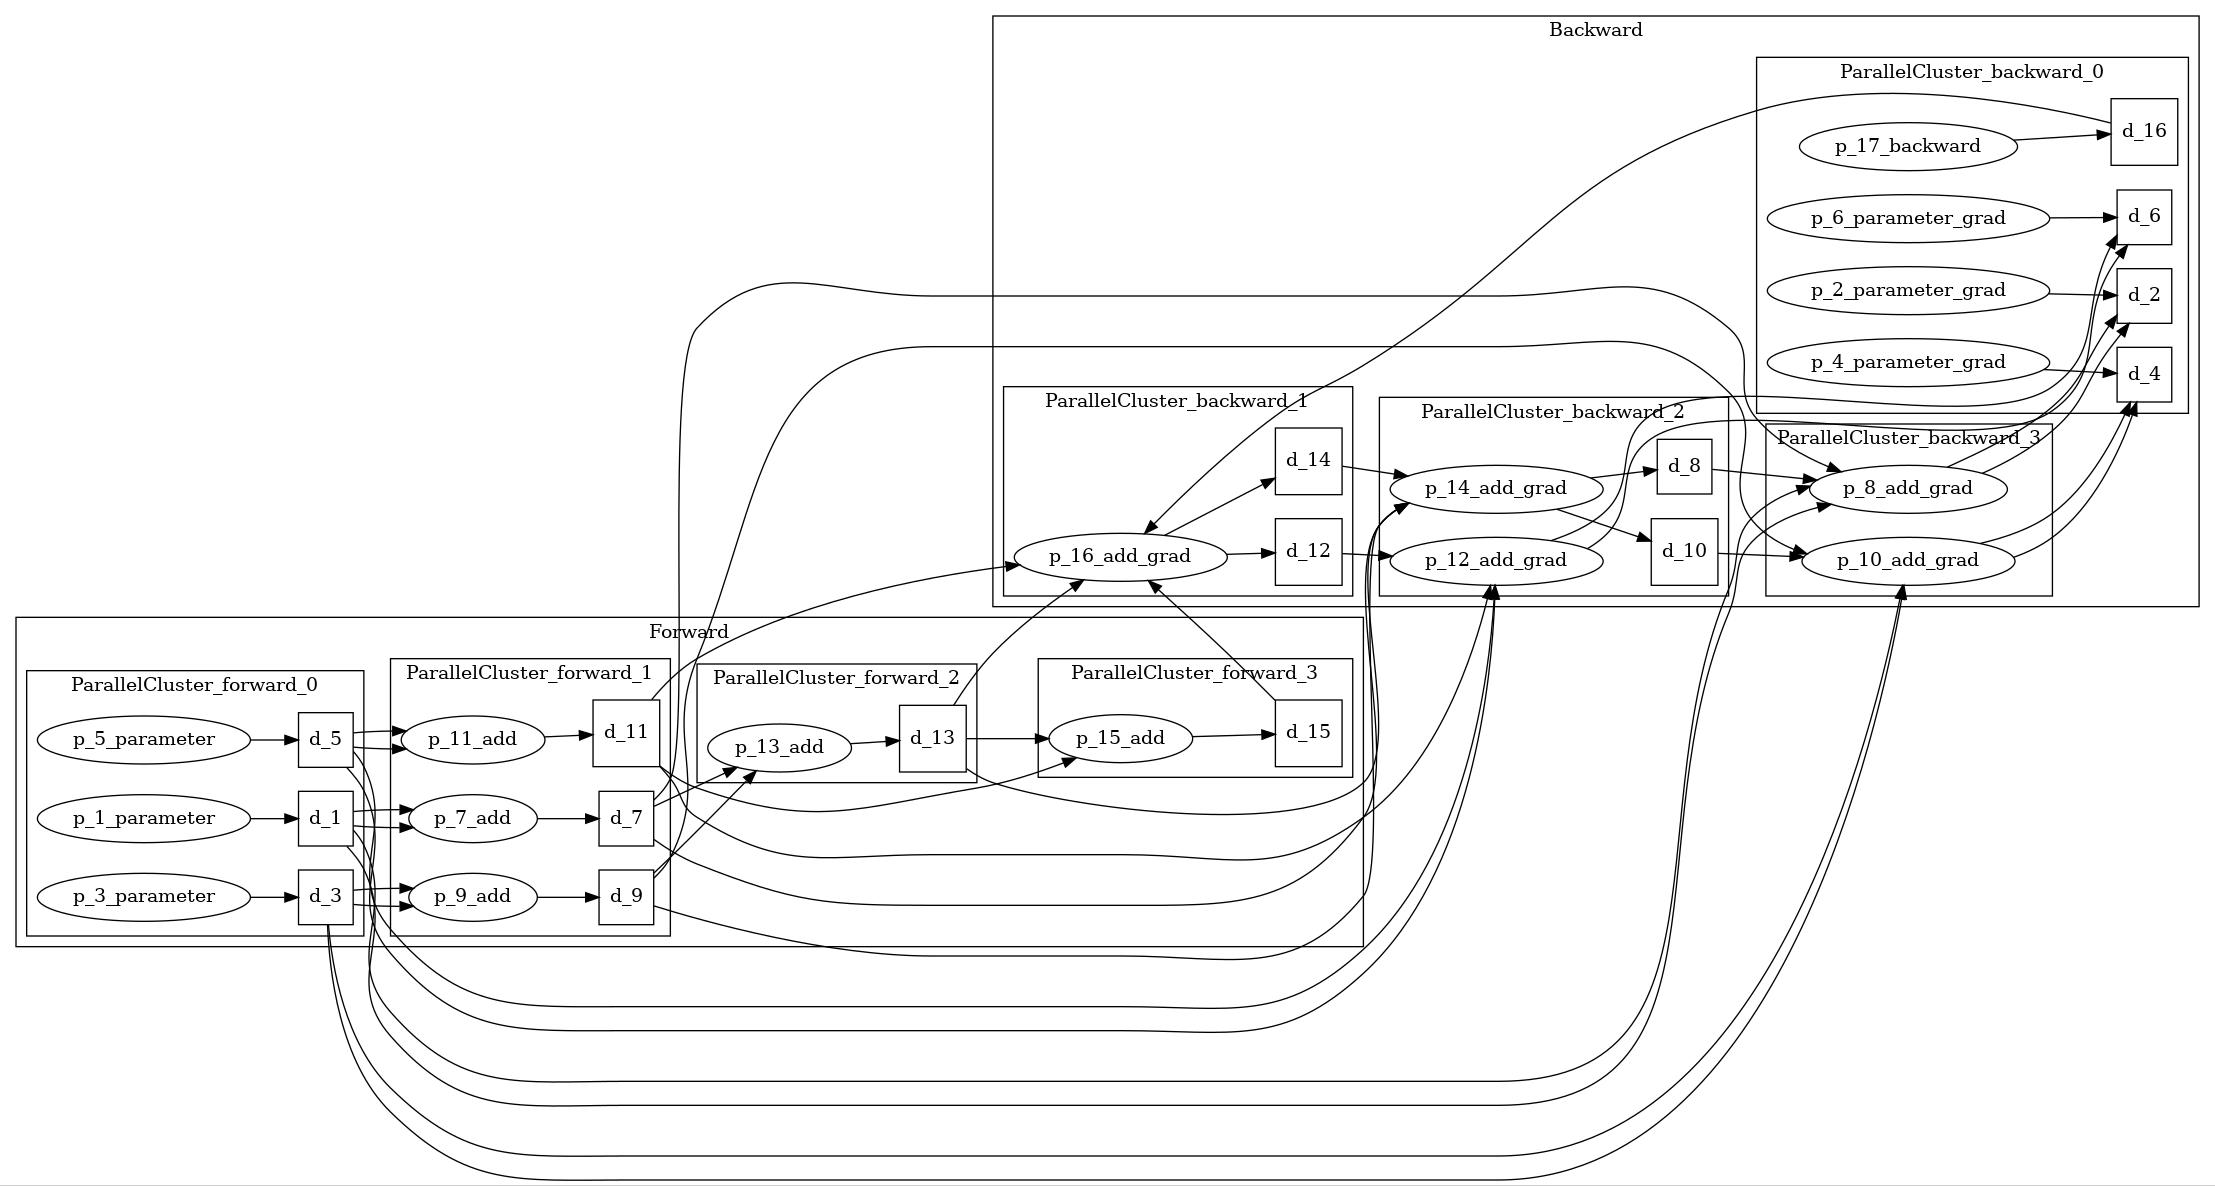 Backward
ParallelCluster_backward_0
p_17_backward
d_16
p_6_parameter_grad
d_6
p_2_parameter_grad
d_2
p_4_parameter_grad
d_4
ParallelCluster_backward_1
d_14
p_16_add_grad
d_12
ParallelCluster_backward_2
p_14_add_grad
d_8
p_12_add_grad
d_10
ParallelCluster_backward_3
p_8_add_grad
p_10_add_grad
Forward
ParallelCluster_forward_0
p_5_parameter
d_5
p_1_parameter
d_1
p_3_parameter
d_3
ParallelCluster_forward_1
p_11_add
d_11
p_7_add
d_7
p_9_add
d_9
ParallelCluster_forward_2
p_13_add
d_13
ParallelCluster_forward_3
p_15_add
d_15